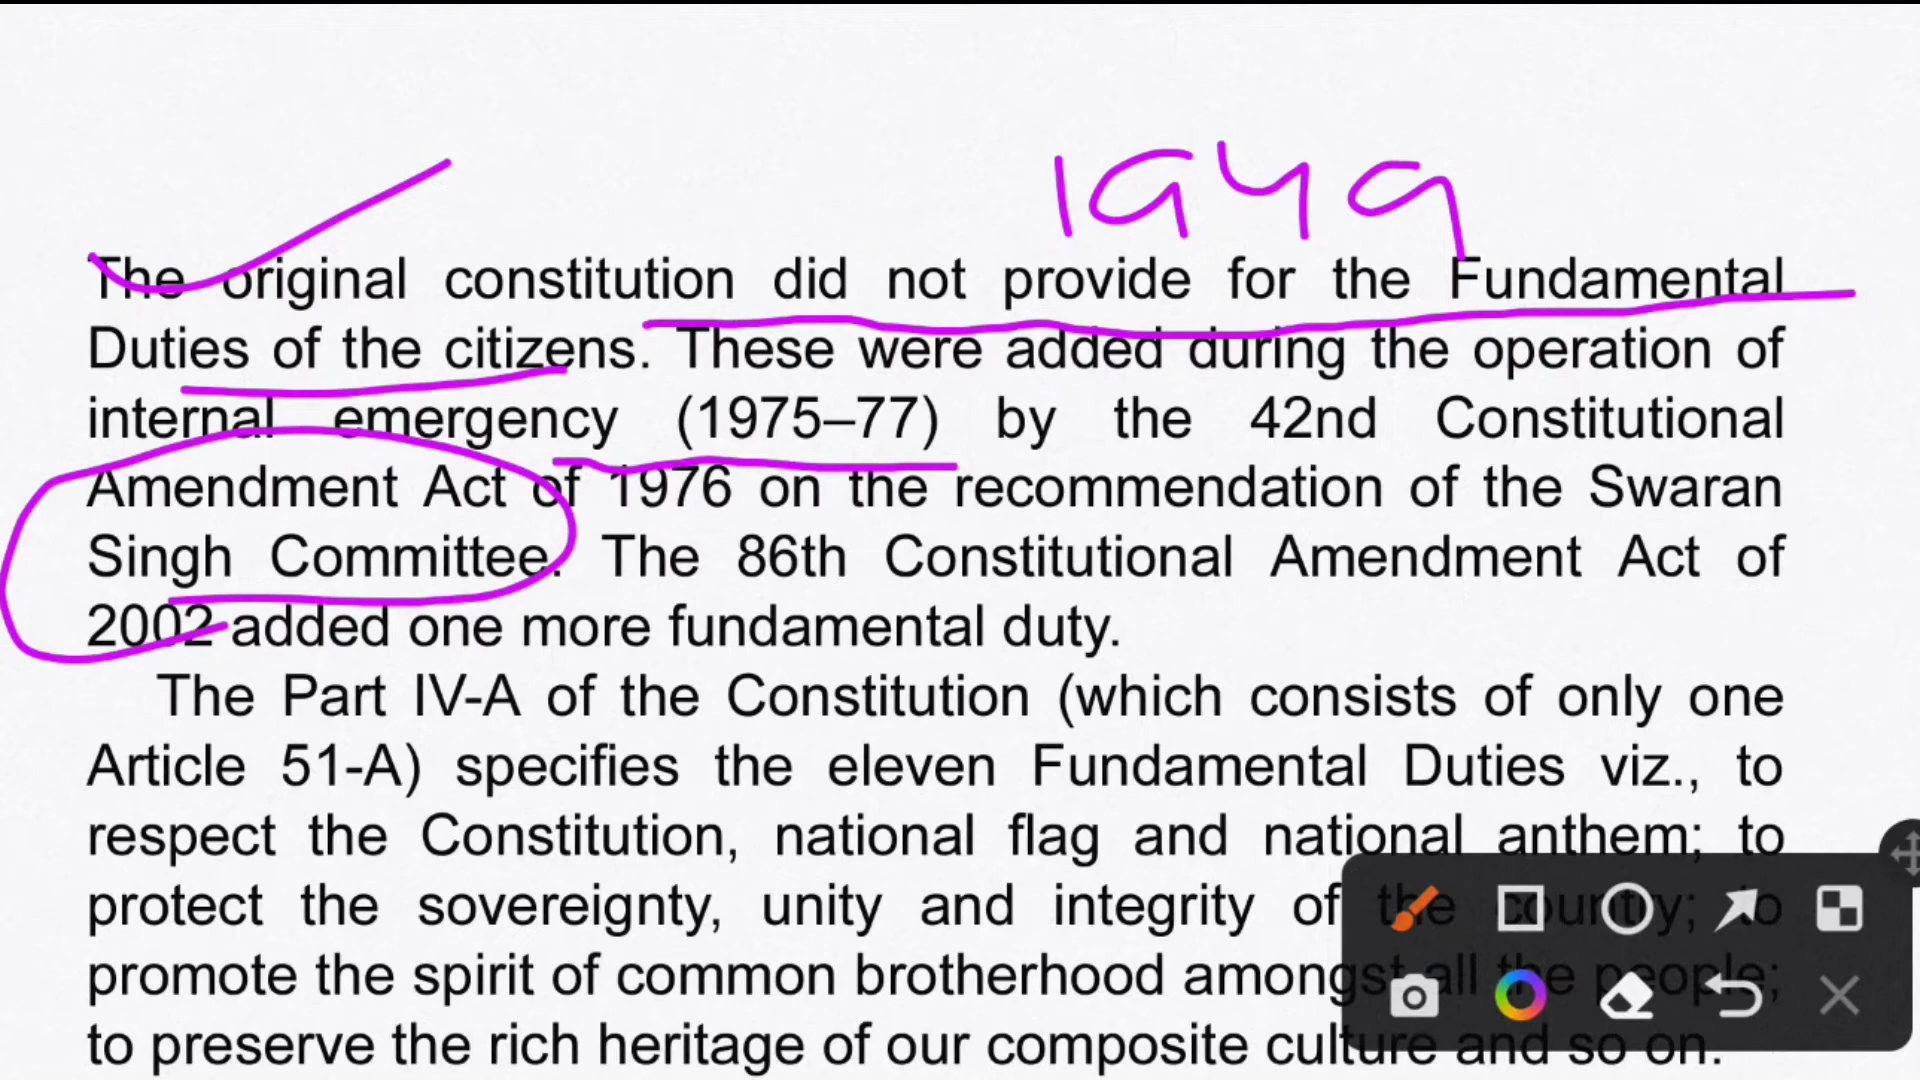 1949
The original constitution did not provide for the Fundamental
Duties of the citizens. These were added during the operation of
internal emergency (1975–77) by the 42nd Constitutional
Amendment Act of 1976 on the recommendation of the Swaran
Singh Committee. The 86th Constitutional Amendment Act of
2002 added one more fundamental duty.
The Part IV-A of the Constitution (which consists of only one
Article 51-A) specifies the eleven Fundamental Duties viz., to
respect the Constitution, national flag and national anthem; to
protect the sovereignty, unity and integrity of the country; to
promote the spirit of common brotherhood amongst all the people;
to preserve the rich heritage of our composite culture and so on.